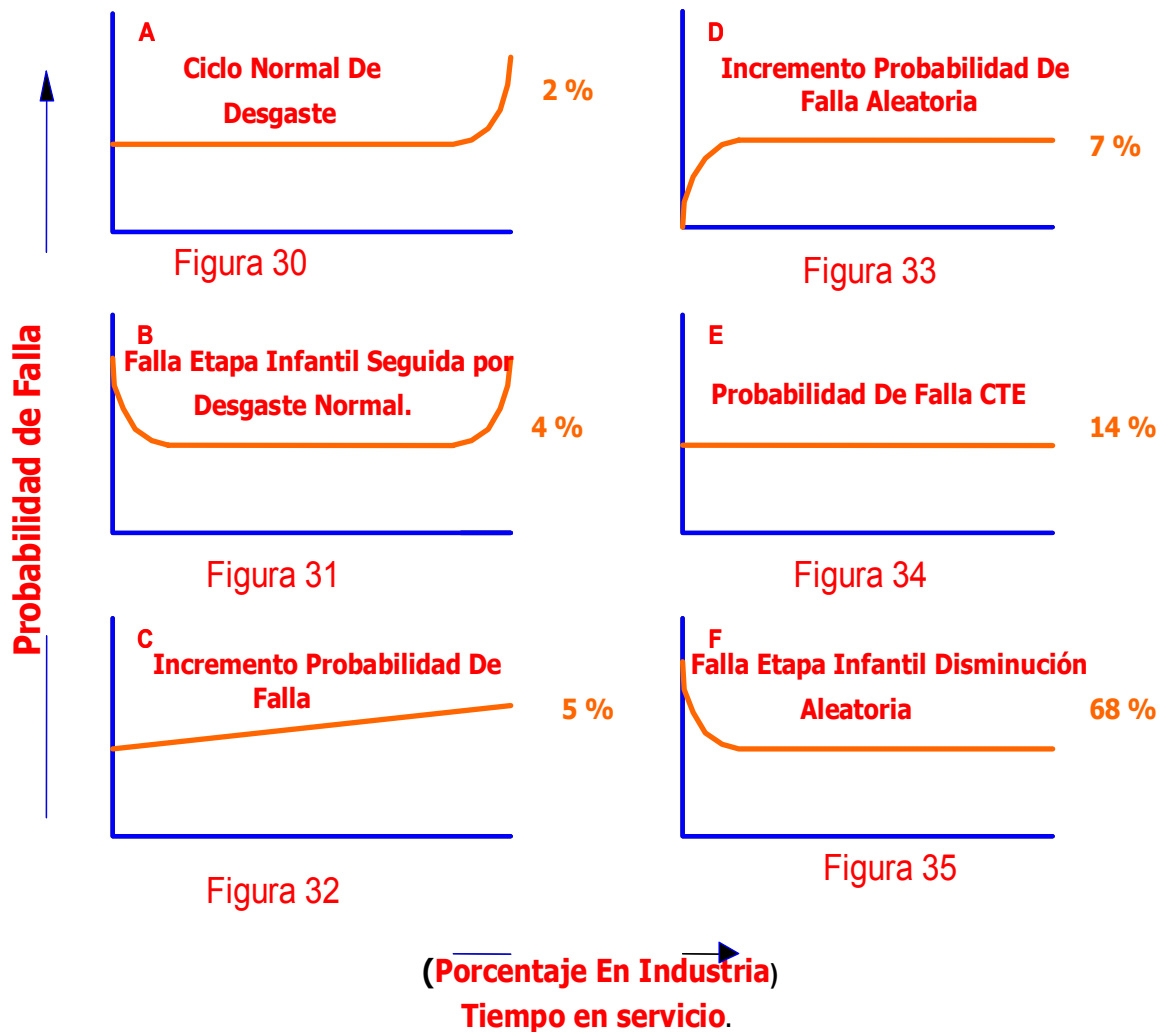 Probabilidad de Falla
A
Ciclo Normal De
Desgaste
2 %
Figura 30
B
Falla Etapa Infantil Seguida por
Desgaste Normal.
4 %
Figura 31
C
Incremento Probabilidad De
Falla
5 %
Figura 32
D
Incremento Probabilidad De
Falla Aleatoria
7 %
Figura 33
E
Probabilidad De Falla CTE
14 %
Figura 34
F
Falla Etapa Infantil Disminución
Aleatoria
68 %
Figura 35
(Porcentaje En Industria)
Tiempo en servicio.